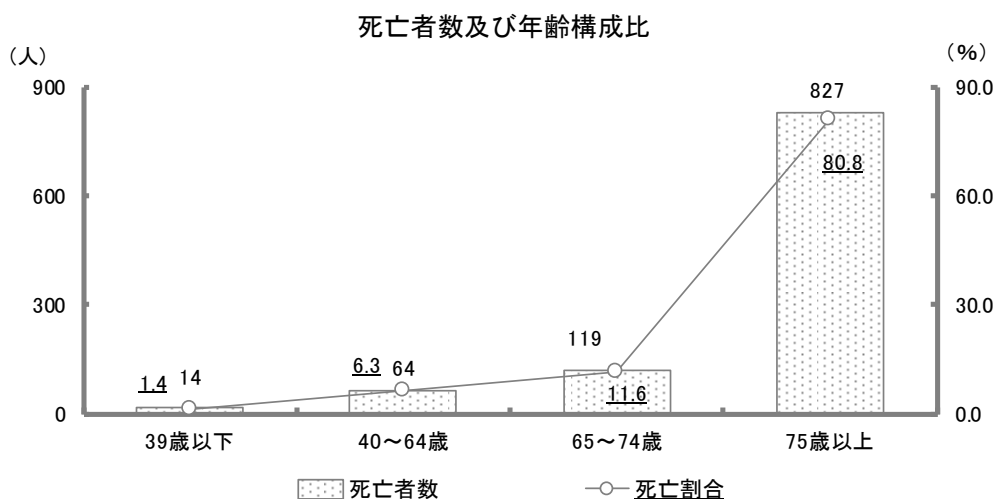 死亡者数及び年齢構成比
（人）
（％）
900
600
300
0
90.0
60.0
30.0
0.0
1.4 14
6.3 64
119
11.6
827
80.8
39歳以下
40～64歳
65～74歳
75歳以上
死亡者数
死亡割合